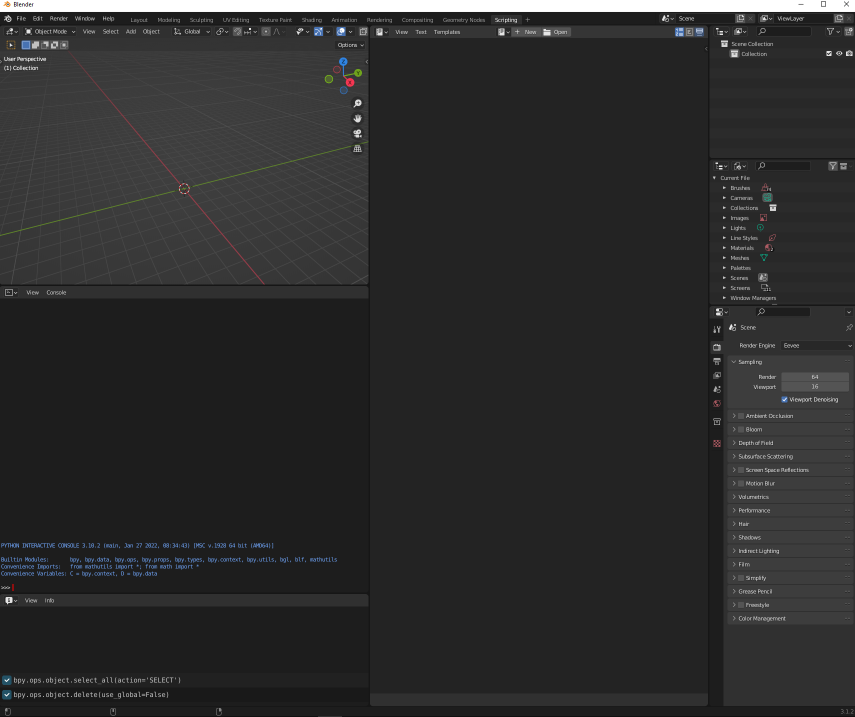 Blender
File Edit Render Window Help Layout Modeling Sculpting UV Editing Texture Paint Shading Animation Rendering Compositing Geometry Nodes Scripting + Scene ViewLayer
Object Mode View Select Add Object Global
Options
User Perspective
(1) Collection
Z
Y
X
View Console
PYTHON INTERACTIVE CONSOLE 3.10.2 (main, Jan 27 2022, 08:34:43) [MSC v.1928 64 bit (AMD64)]
Builtin Modules: bpy, bpy.data, bpy.ops, bpy.props, bpy.types, bpy.context, bpy.utils, bgl, blf, mathutils
Convenience Imports: from mathutils import *; from math import *
Convenience Variables: C = bpy.context, D = bpy.data
>>>
View Info
bpy.ops.object.select_all(action='SELECT')
bpy.ops.object.delete(use_global=False)
View Text Templates + New Open
Scene Collection
Collection
Current File
Brushes
Cameras
Collections
Images
Lights
Line Styles
Materials
Meshes
Palettes
Scenes
Screens
Window Managers
Scene
Render Engine Eevee
Sampling
Render 64
Viewport 16
Viewport Denoising
Ambient Occlusion
Bloom
Depth of Field
Subsurface Scattering
Screen Space Reflections
Motion Blur
Volumetrics
Performance
Hair
Shadows
Indirect Lighting
Film
Simplify
Grease Pencil
Freestyle
Color Management
3.1.2